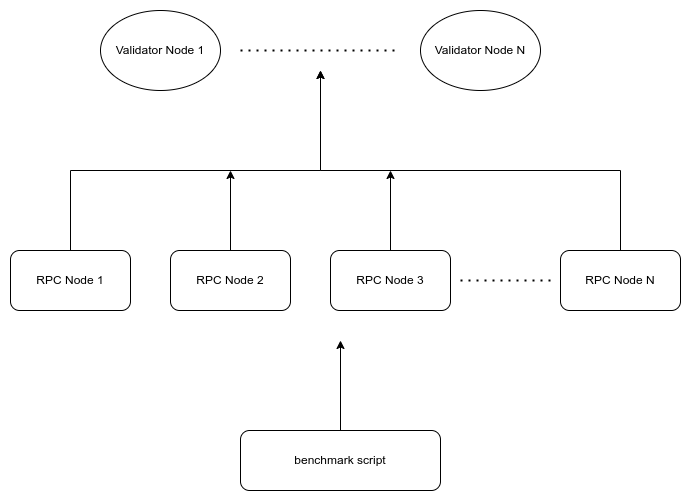 Validator Node 1
Validator Node N
RPC Node 1
RPC Node 2
RPC Node 3
RPC Node N
benchmark script